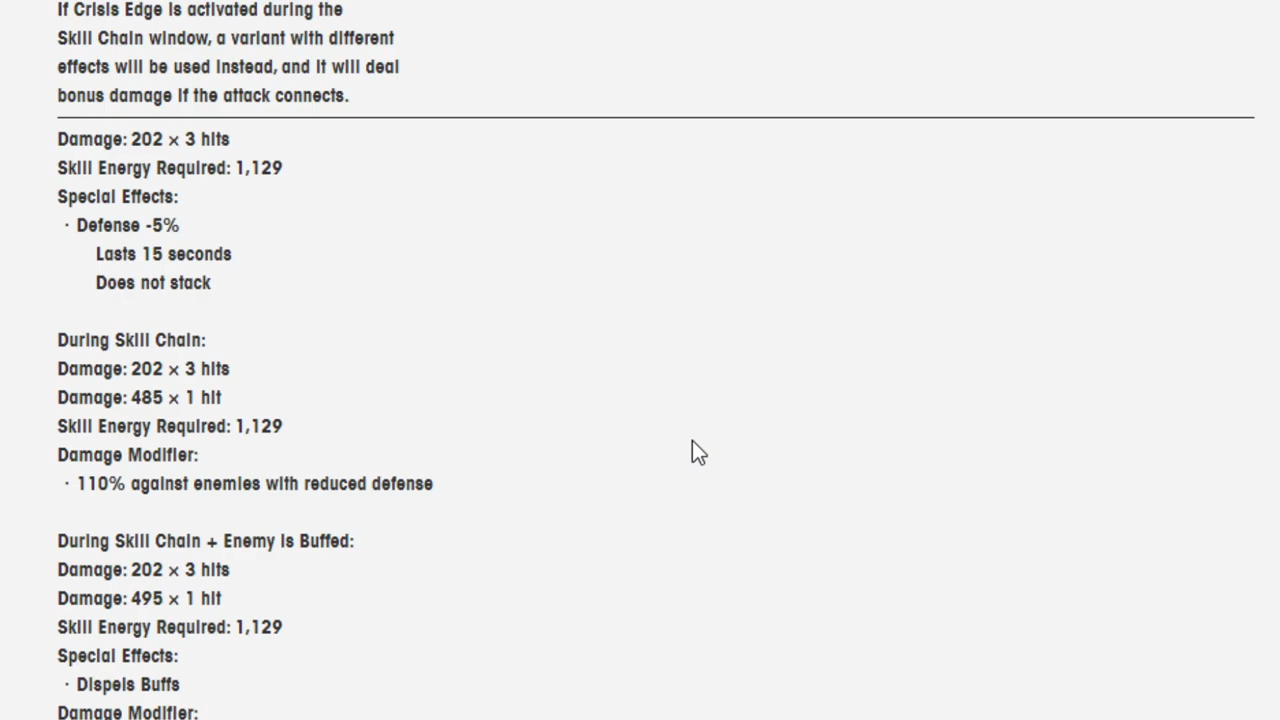 If Crisis Edge is activated during the
Skill Chain window, a variant with different
effects will be used instead, and it will deal
bonus damage if the attack connects.
Damage: 202 × 3 hits
Skill Energy Required: 1,129
Special Effects:
· Defense -5%
Lasts 15 seconds
Does not stack
During Skill Chain:
Damage: 202 × 3 hits
Damage: 485 × 1 hit
Skill Energy Required: 1,129
Damage Modifier:
· 110% against enemies with reduced defense
During Skill Chain + Enemy is Buffed:
Damage: 202 × 3 hits
Damage: 495 × 1 hit
Skill Energy Required: 1,129
Special Effects:
· Dispels Buffs
Damage Modifier: